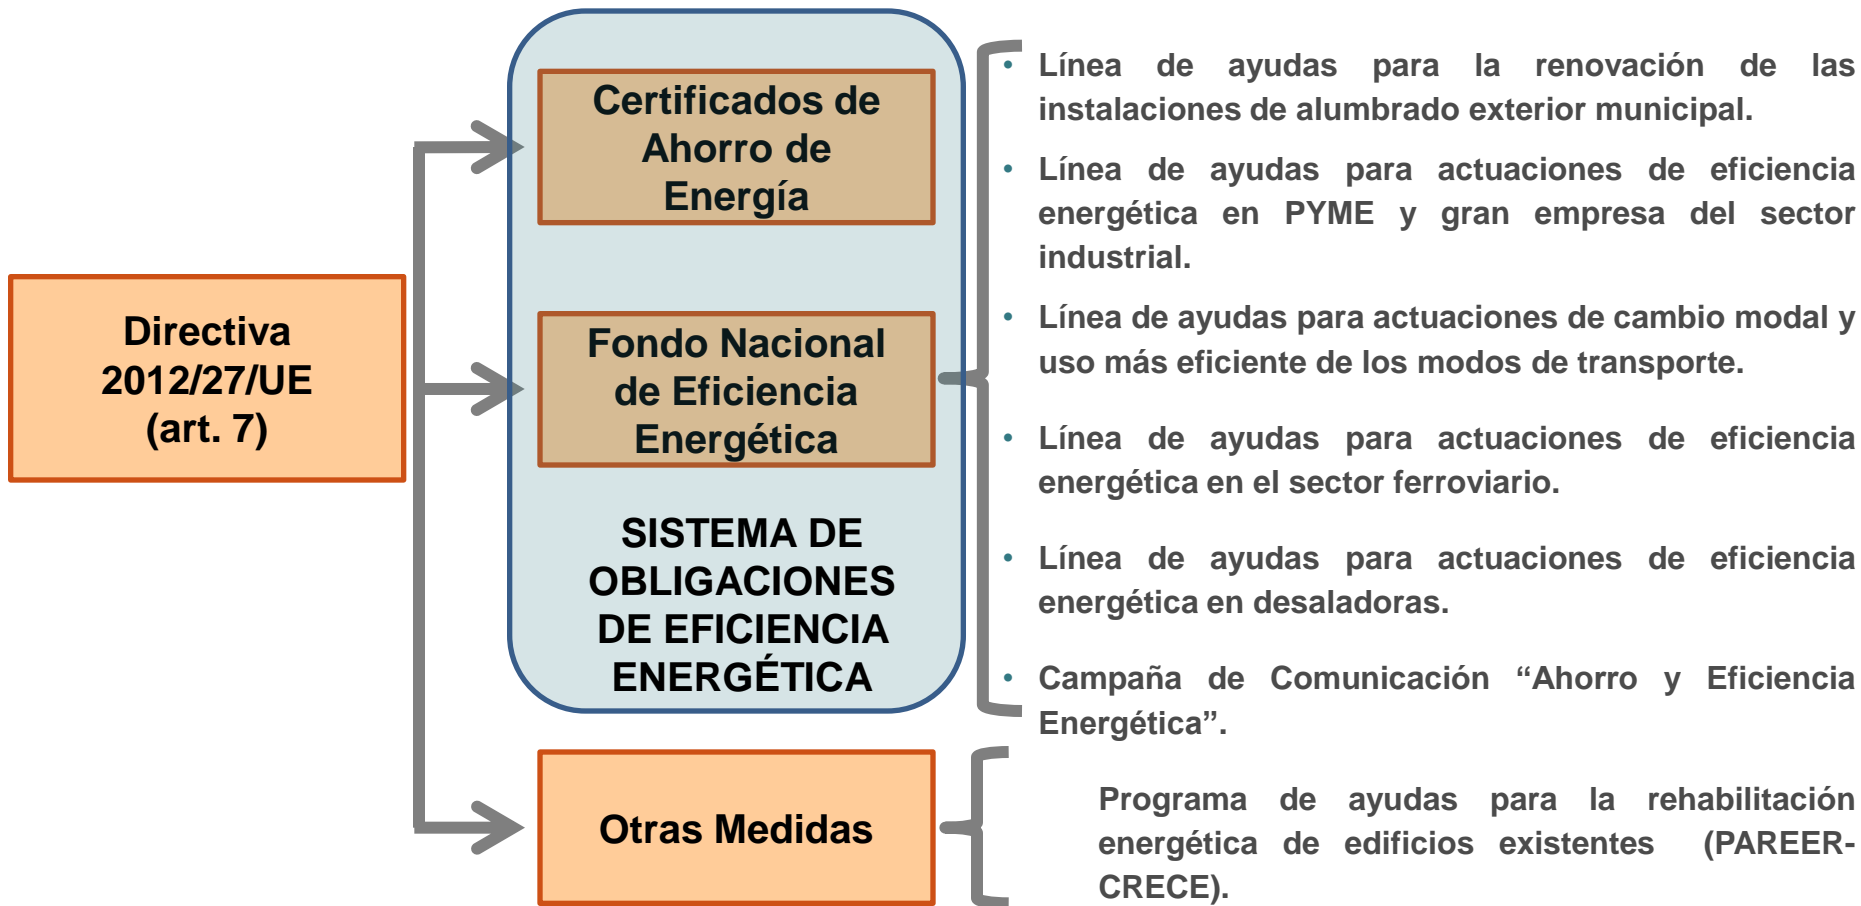 Directiva
2012/27/UE
(art. 7)
Certificados de
Ahorro de
Energía
Fondo Nacional
de Eficiencia
Energética
SISTEMA DE
OBLIGACIONES
DE EFICIENCIA
ENERGÉTICA
Otras Medidas
• Línea de ayudas para la renovación de las
instalaciones de alumbrado exterior municipal.
• Línea de ayudas para actuaciones de eficiencia
energética en PYME y gran empresa del sector
industrial.
• Línea de ayudas para actuaciones de cambio modal y
uso más eficiente de los modos de transporte.
• Línea de ayudas para actuaciones de eficiencia
energética en el sector ferroviario.
• Línea de ayudas para actuaciones de eficiencia
energética en desaladoras.
• Campaña de Comunicación “Ahorro y Eficiencia
Energética”.
Programa de ayudas para la rehabilitación
energética de edificios existentes (PAREER-
CRECE).